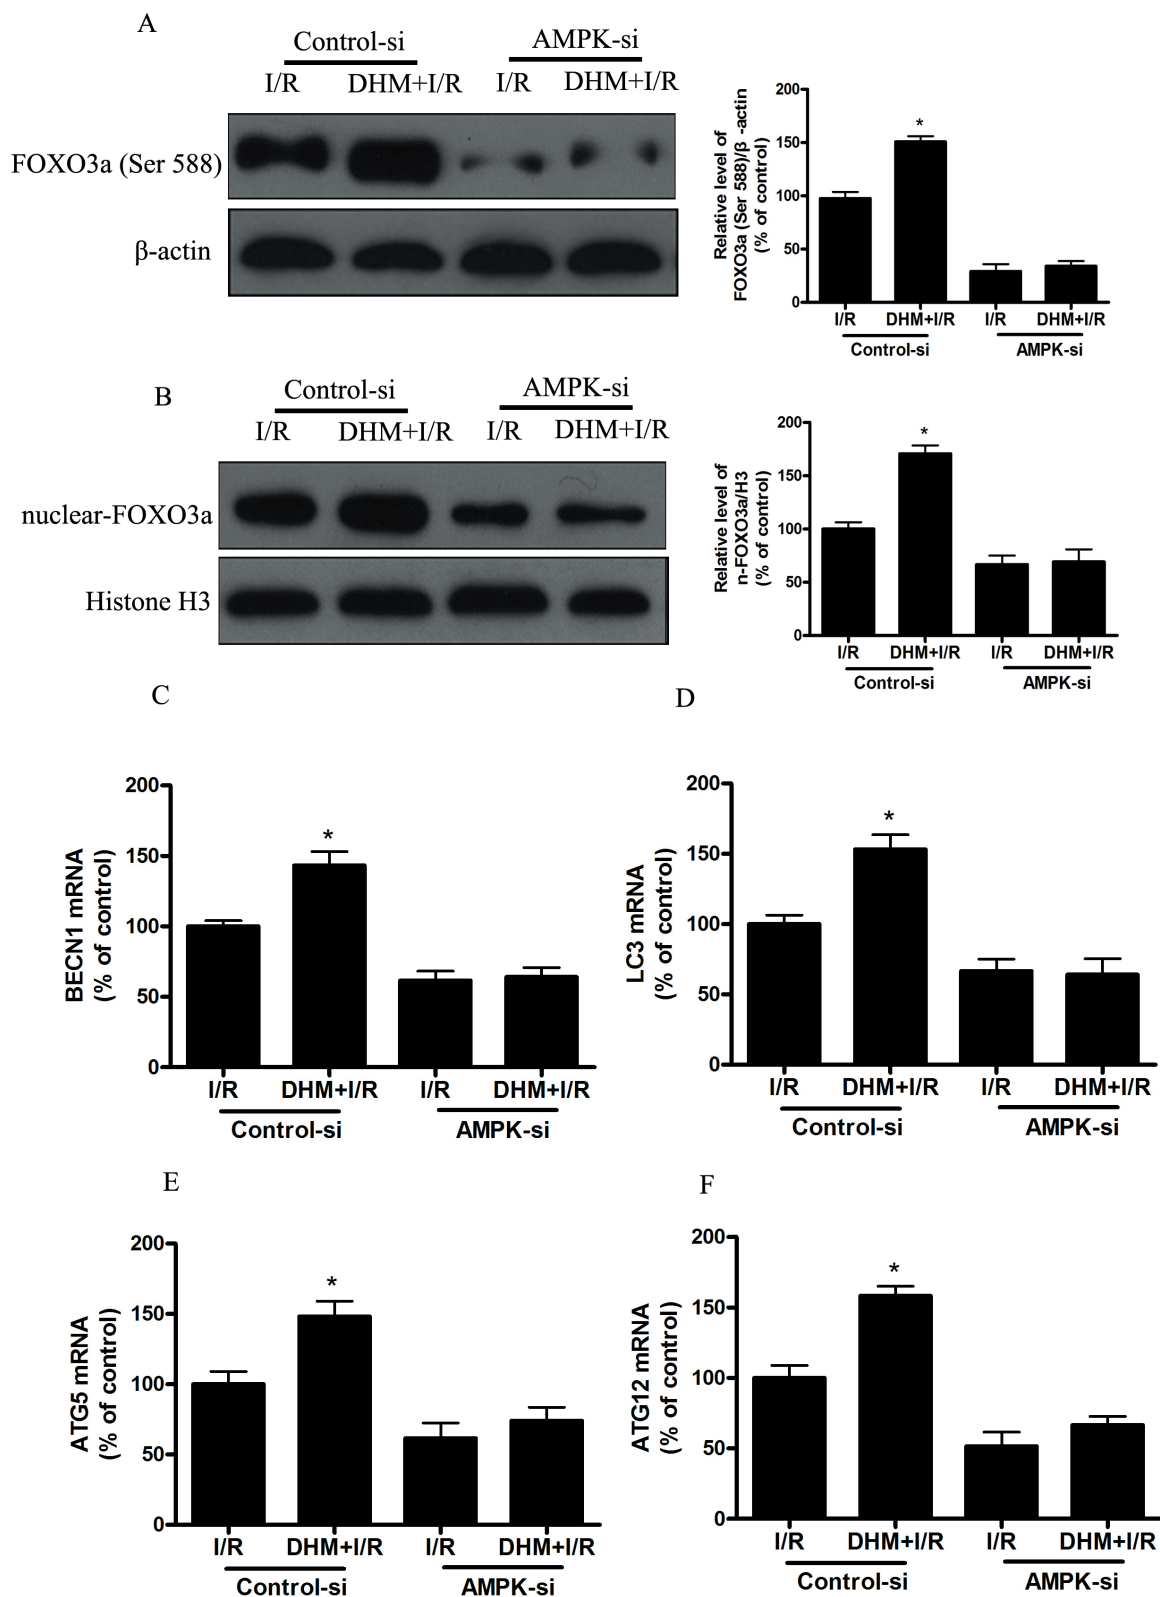 A
Control-si AMPK-si
I/R DHM+I/R I/R DHM+I/R
FOXO3a (Ser 588)
β-actin
Relative level of
FOXO3a (Ser 588)/β -actin
(% of control)
200
150
100
50
0
*
I/R DHM+I/R I/R DHM+I/R
Control-si AMPK-si
B
Control-si AMPK-si
I/R DHM+I/R I/R DHM+I/R
nuclear-FOXO3a
Histone H3
Relative level of
n-FOXO3a/H3
(% of control)
200
150
100
50
0
*
I/R DHM+I/R I/R DHM+I/R
Control-si AMPK-si
C
BECN1 mRNA
(% of control)
200
150
100
50
0
*
I/R DHM+I/R I/R DHM+I/R
Control-si AMPK-si
D
LC3 mRNA
(% of control)
200
150
100
50
0
*
I/R DHM+I/R I/R DHM+I/R
Control-si AMPK-si
E
ATG5 mRNA
(% of control)
200
150
100
50
0
*
I/R DHM+I/R I/R DHM+I/R
Control-si AMPK-si
F
ATG12 mRNA
(% of control)
200
150
100
50
0
*
I/R DHM+I/R I/R DHM+I/R
Control-si AMPK-si